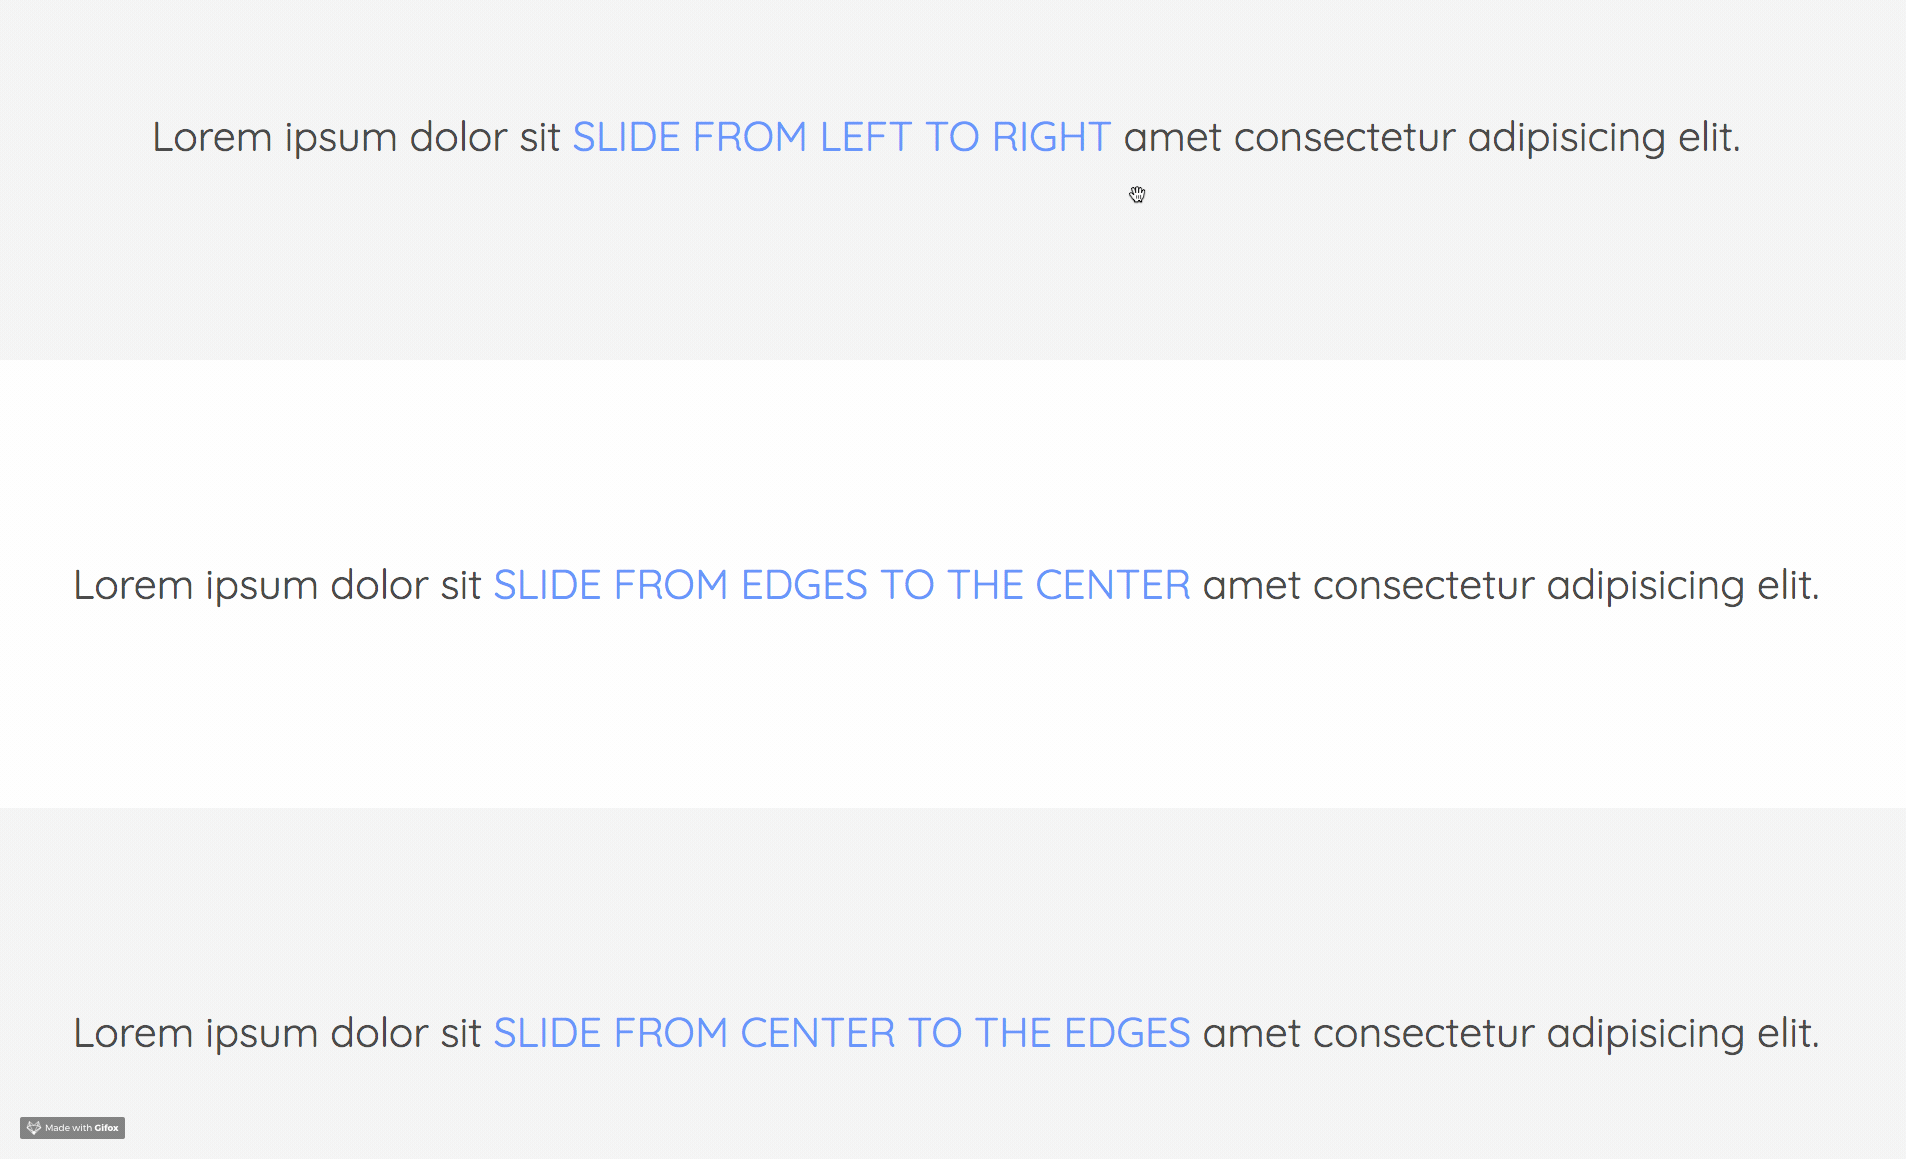 Lorem ipsum dolor sit SLIDE FROM LEFT TO RIGHT amet consectetur adipisicing elit.
Lorem ipsum dolor sit SLIDE FROM EDGES TO THE CENTER amet consectetur adipisicing elit.
Lorem ipsum dolor sit SLIDE FROM CENTER TO THE EDGES amet consectetur adipisicing elit.
Made with Gifox